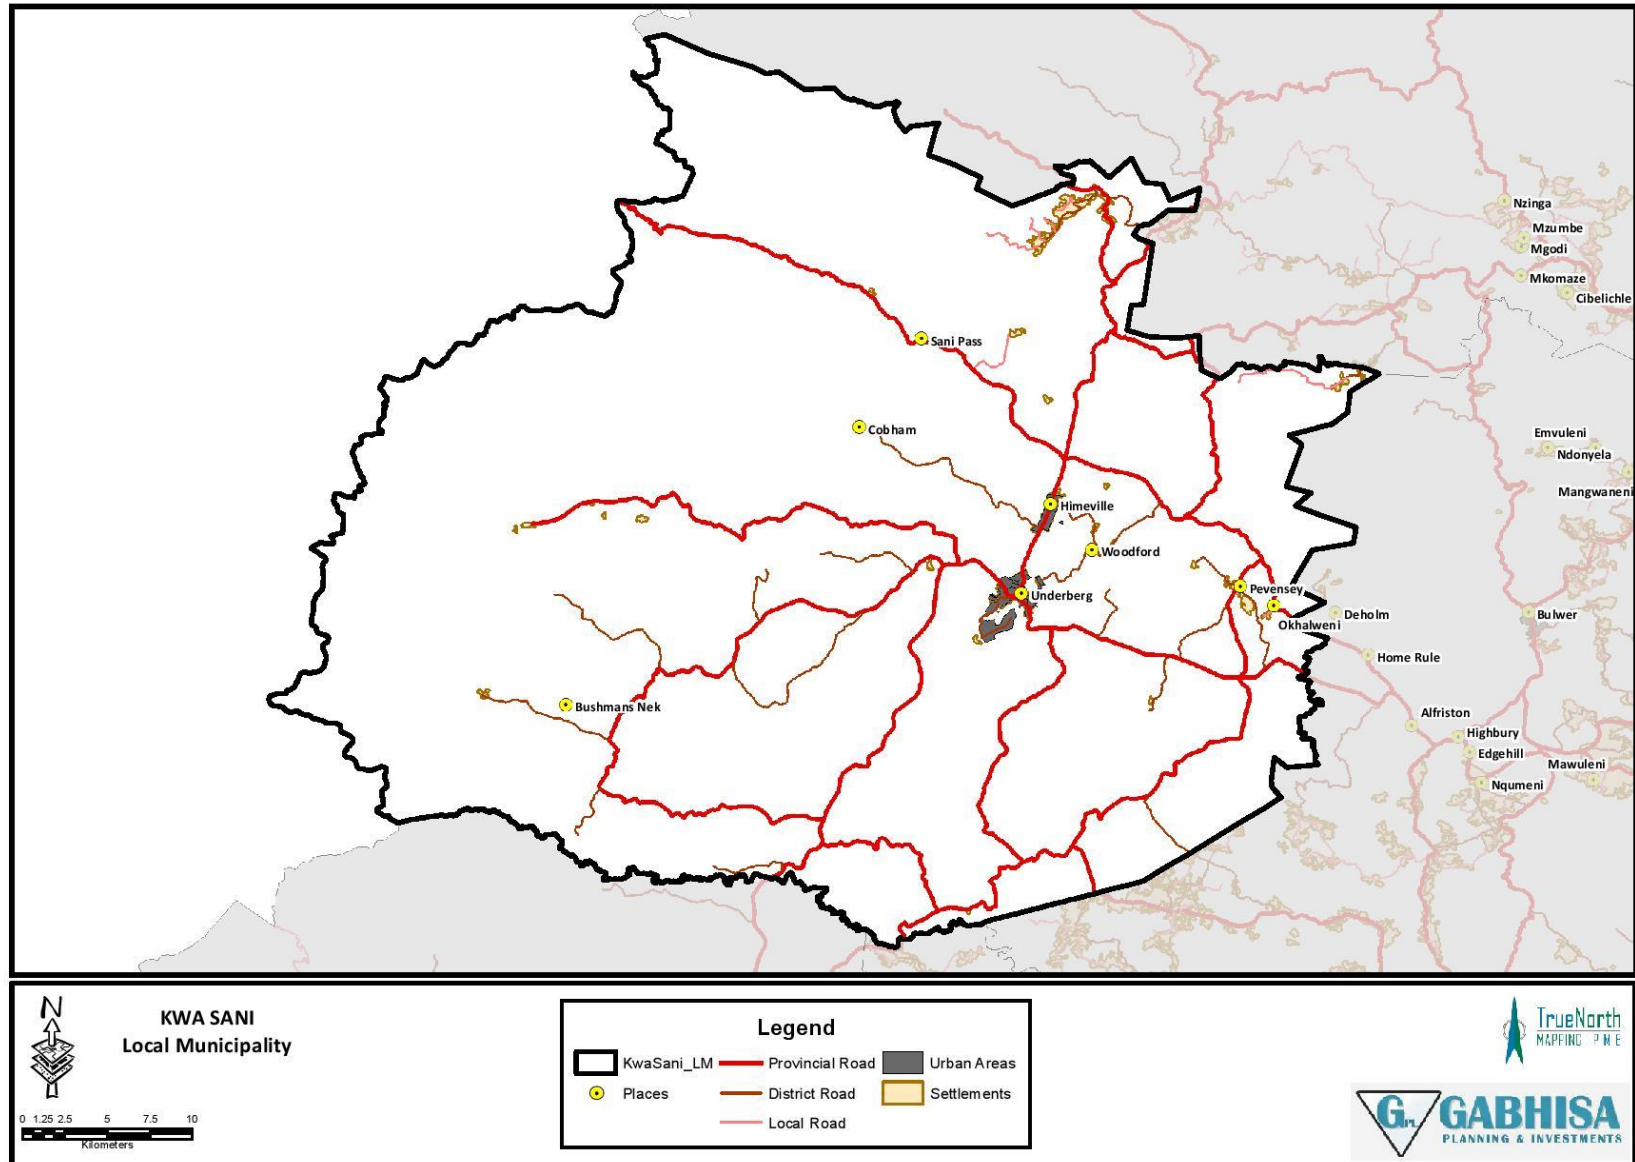 Nzinga
Mzumbe
Mgodi
Mkomaze
Cibelichle
Sani Pass
Cobham
Emvuleni
Ndonyela
Mangwaneni
Himeville
Woodford
Pevensey
Underberg
Okhalweni
Deholm
Bulwer
Home Rule
Bushmans Nek
Alfriston
Highbury
Edgehill
Mawuleni
Nqumeni
N
KWA SANI
Local Municipality
0 1.25 2.5 5 7.5 10
Kilometers
Legend
KwaSani_LM Provincial Road Urban Areas
Places District Road Settlements
Local Road
TrueNorth
MAPPING PMB
GPI GABHISA
PLANNING & INVESTMENTS